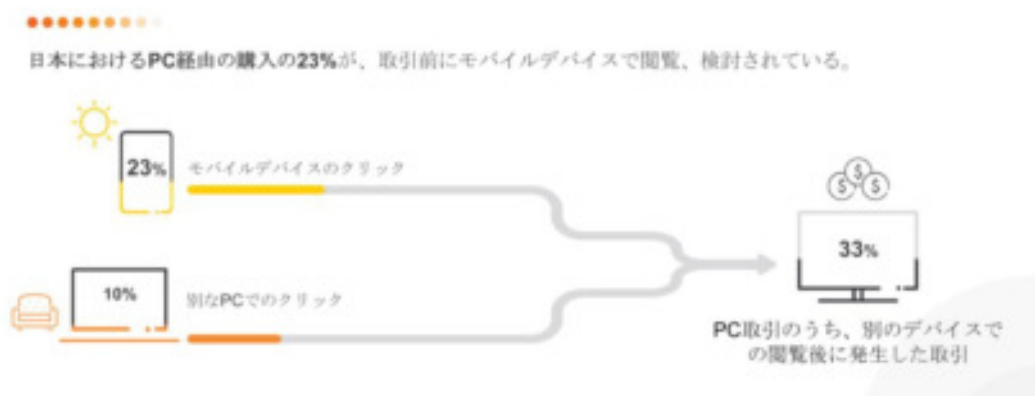 日本におけるPC経由の購入の23%が、取引前にモバイルデバイスで閲覧、検討されている。
23%
モバイルデバイスのクリック
33%
10%
別なPCでのクリック
PC取引のうち、別のデバイスで
の閲覧後に発生した取引